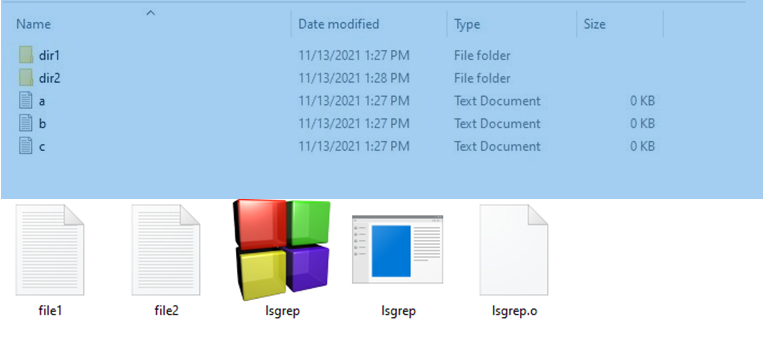 Name Date modified Type Size
dir1 11/13/2021 1:27 PM File folder
dir2 11/13/2021 1:28 PM File folder
a 11/13/2021 1:27 PM Text Document 0 KB
b 11/13/2021 1:27 PM Text Document 0 KB
c 11/13/2021 1:27 PM Text Document 0 KB
file1 file2 lsgrep lsgrep lsgrep.o